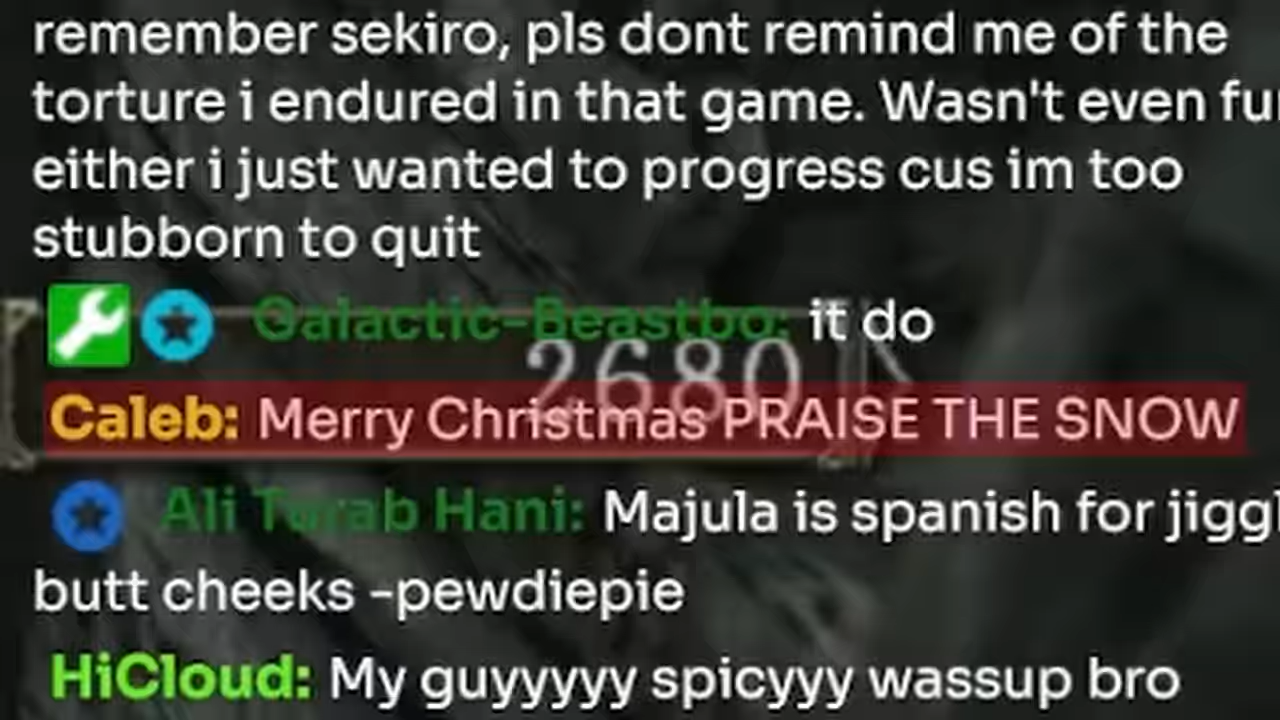 remember sekiro, pls dont remind me of the
torture i endured in that game. Wasn't even
either i just wanted to progress cus im too
stubborn to quit
Galactic-Beastbo: it do
2680
Caleb: Merry Christmas PRAISE THE SNOW
Ali Turab Hani: Majula is spanish for
butt cheeks -pewdiepie
HiCloud: My guyyyyy spicyyy wassup bro